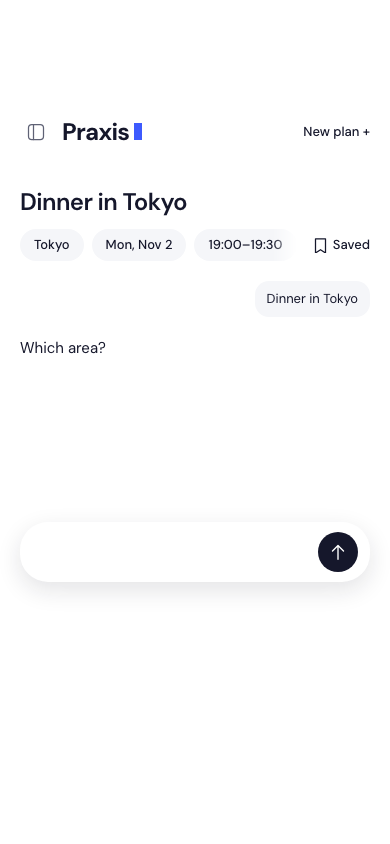 Praxis
New plan +
Dinner in Tokyo
Tokyo
Mon, Nov 2
19:00–19:30
Saved
Dinner in Tokyo
Which area?